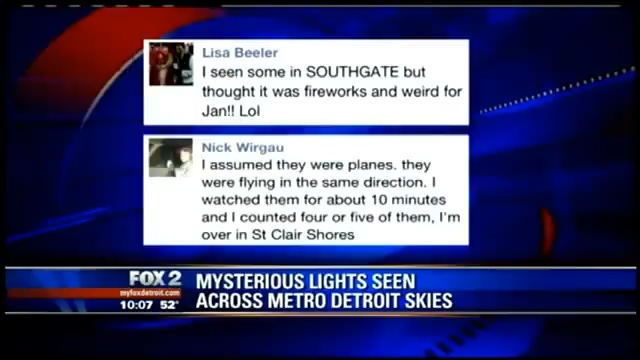 Lisa Beeler
I seen some in SOUTHGATE but
thought it was fireworks and weird for
Jan!! Lol
Nick Wirgau
I assumed they were planes. they
were flying in the same direction. I
watched them for about 10 minutes
and I counted four or five of them, I'm
over in St Clair Shores
FOX 2
myfoxdetroit.com
10:07 52°
MYSTERIOUS LIGHTS SEEN
ACROSS METRO DETROIT SKIES